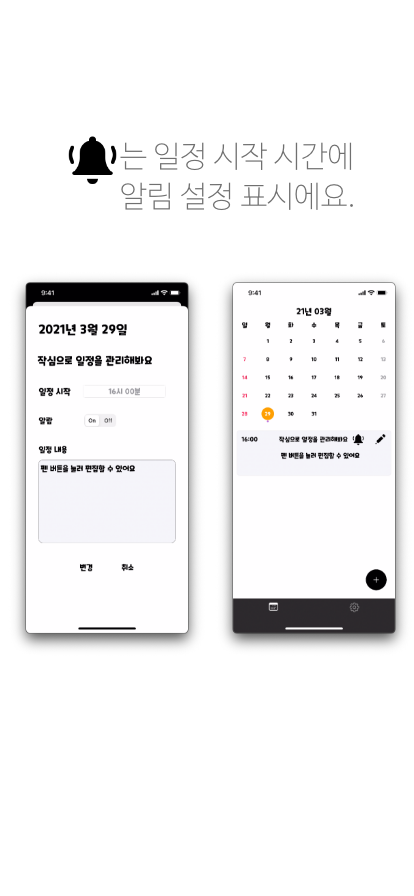 는 일정 시작 시간에
알림 설정 표시에요.
9:41
2021년 3월 29일
작심으로 일정을 관리해봐요
일정 시작 16시 00분
알람 On Off
일정 내용
펜 버튼을 눌러 편집할 수 있어요
변경 취소
9:41
21년 03월
일 월 화 수 목 금 토
1 2 3 4 5 6
7 8 9 10 11 12 13
14 15 16 17 18 19 20
21 22 23 24 25 26 27
28 29 30 31
16:00 작심으로 일정을 관리해봐요
펜 버튼을 눌러 편집할 수 있어요